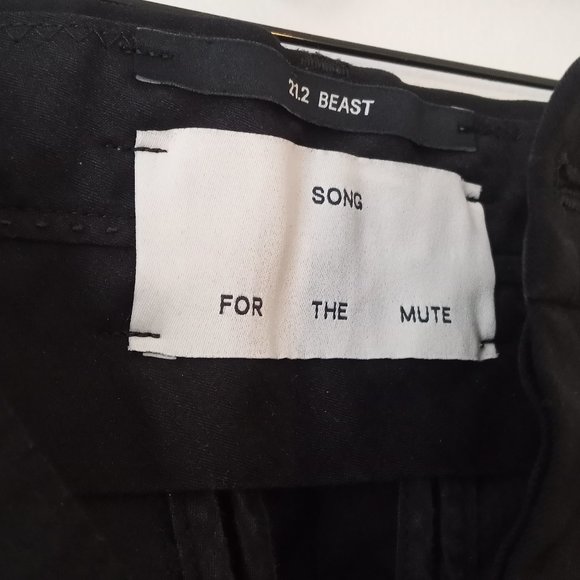 21.2 BEAST
SONG
FOR THE MUTE